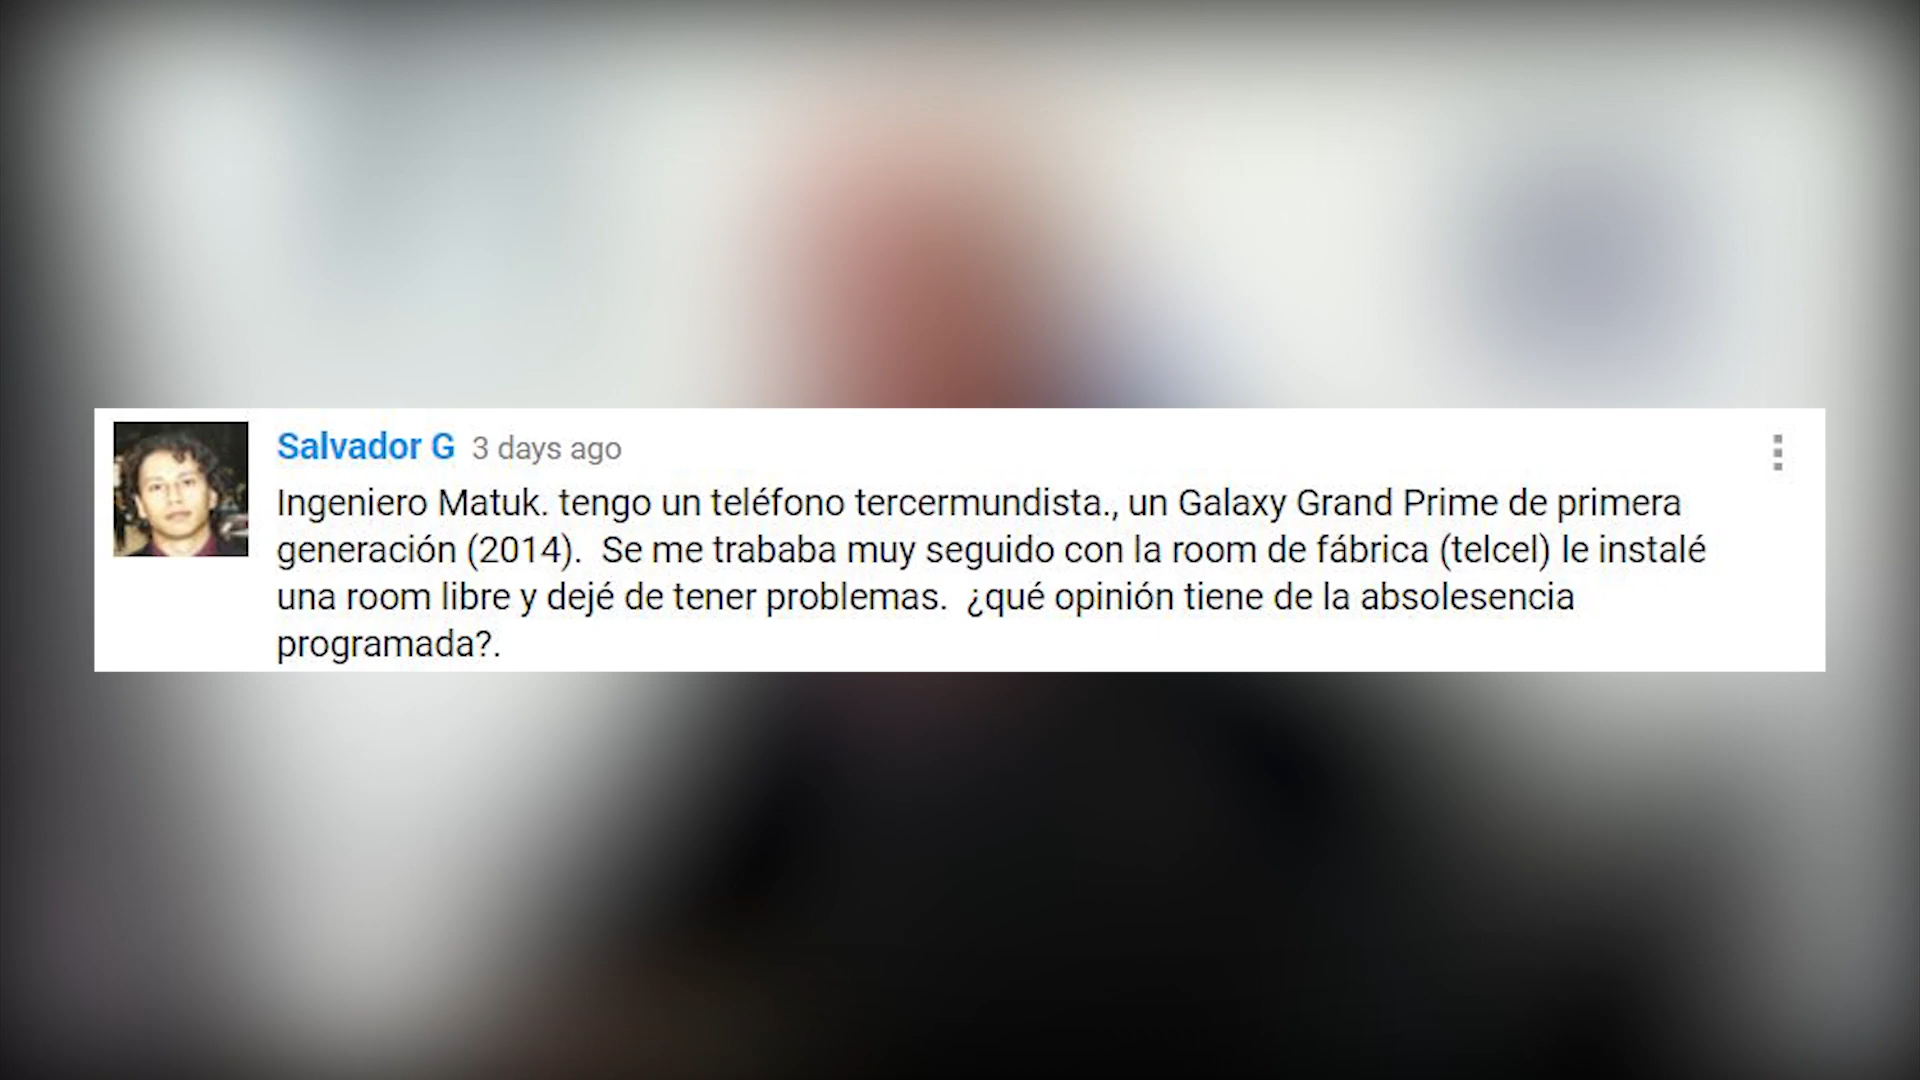 Salvador G 3 days ago
Ingeniero Matuk. tengo un teléfono tercermundista., un Galaxy Grand Prime de primera
generación (2014).  Se me trababa muy seguido con la room de fábrica (telcel) le instalé
una room libre y dejé de tener problemas.  ¿qué opinión tiene de la absolesencia
programada?.